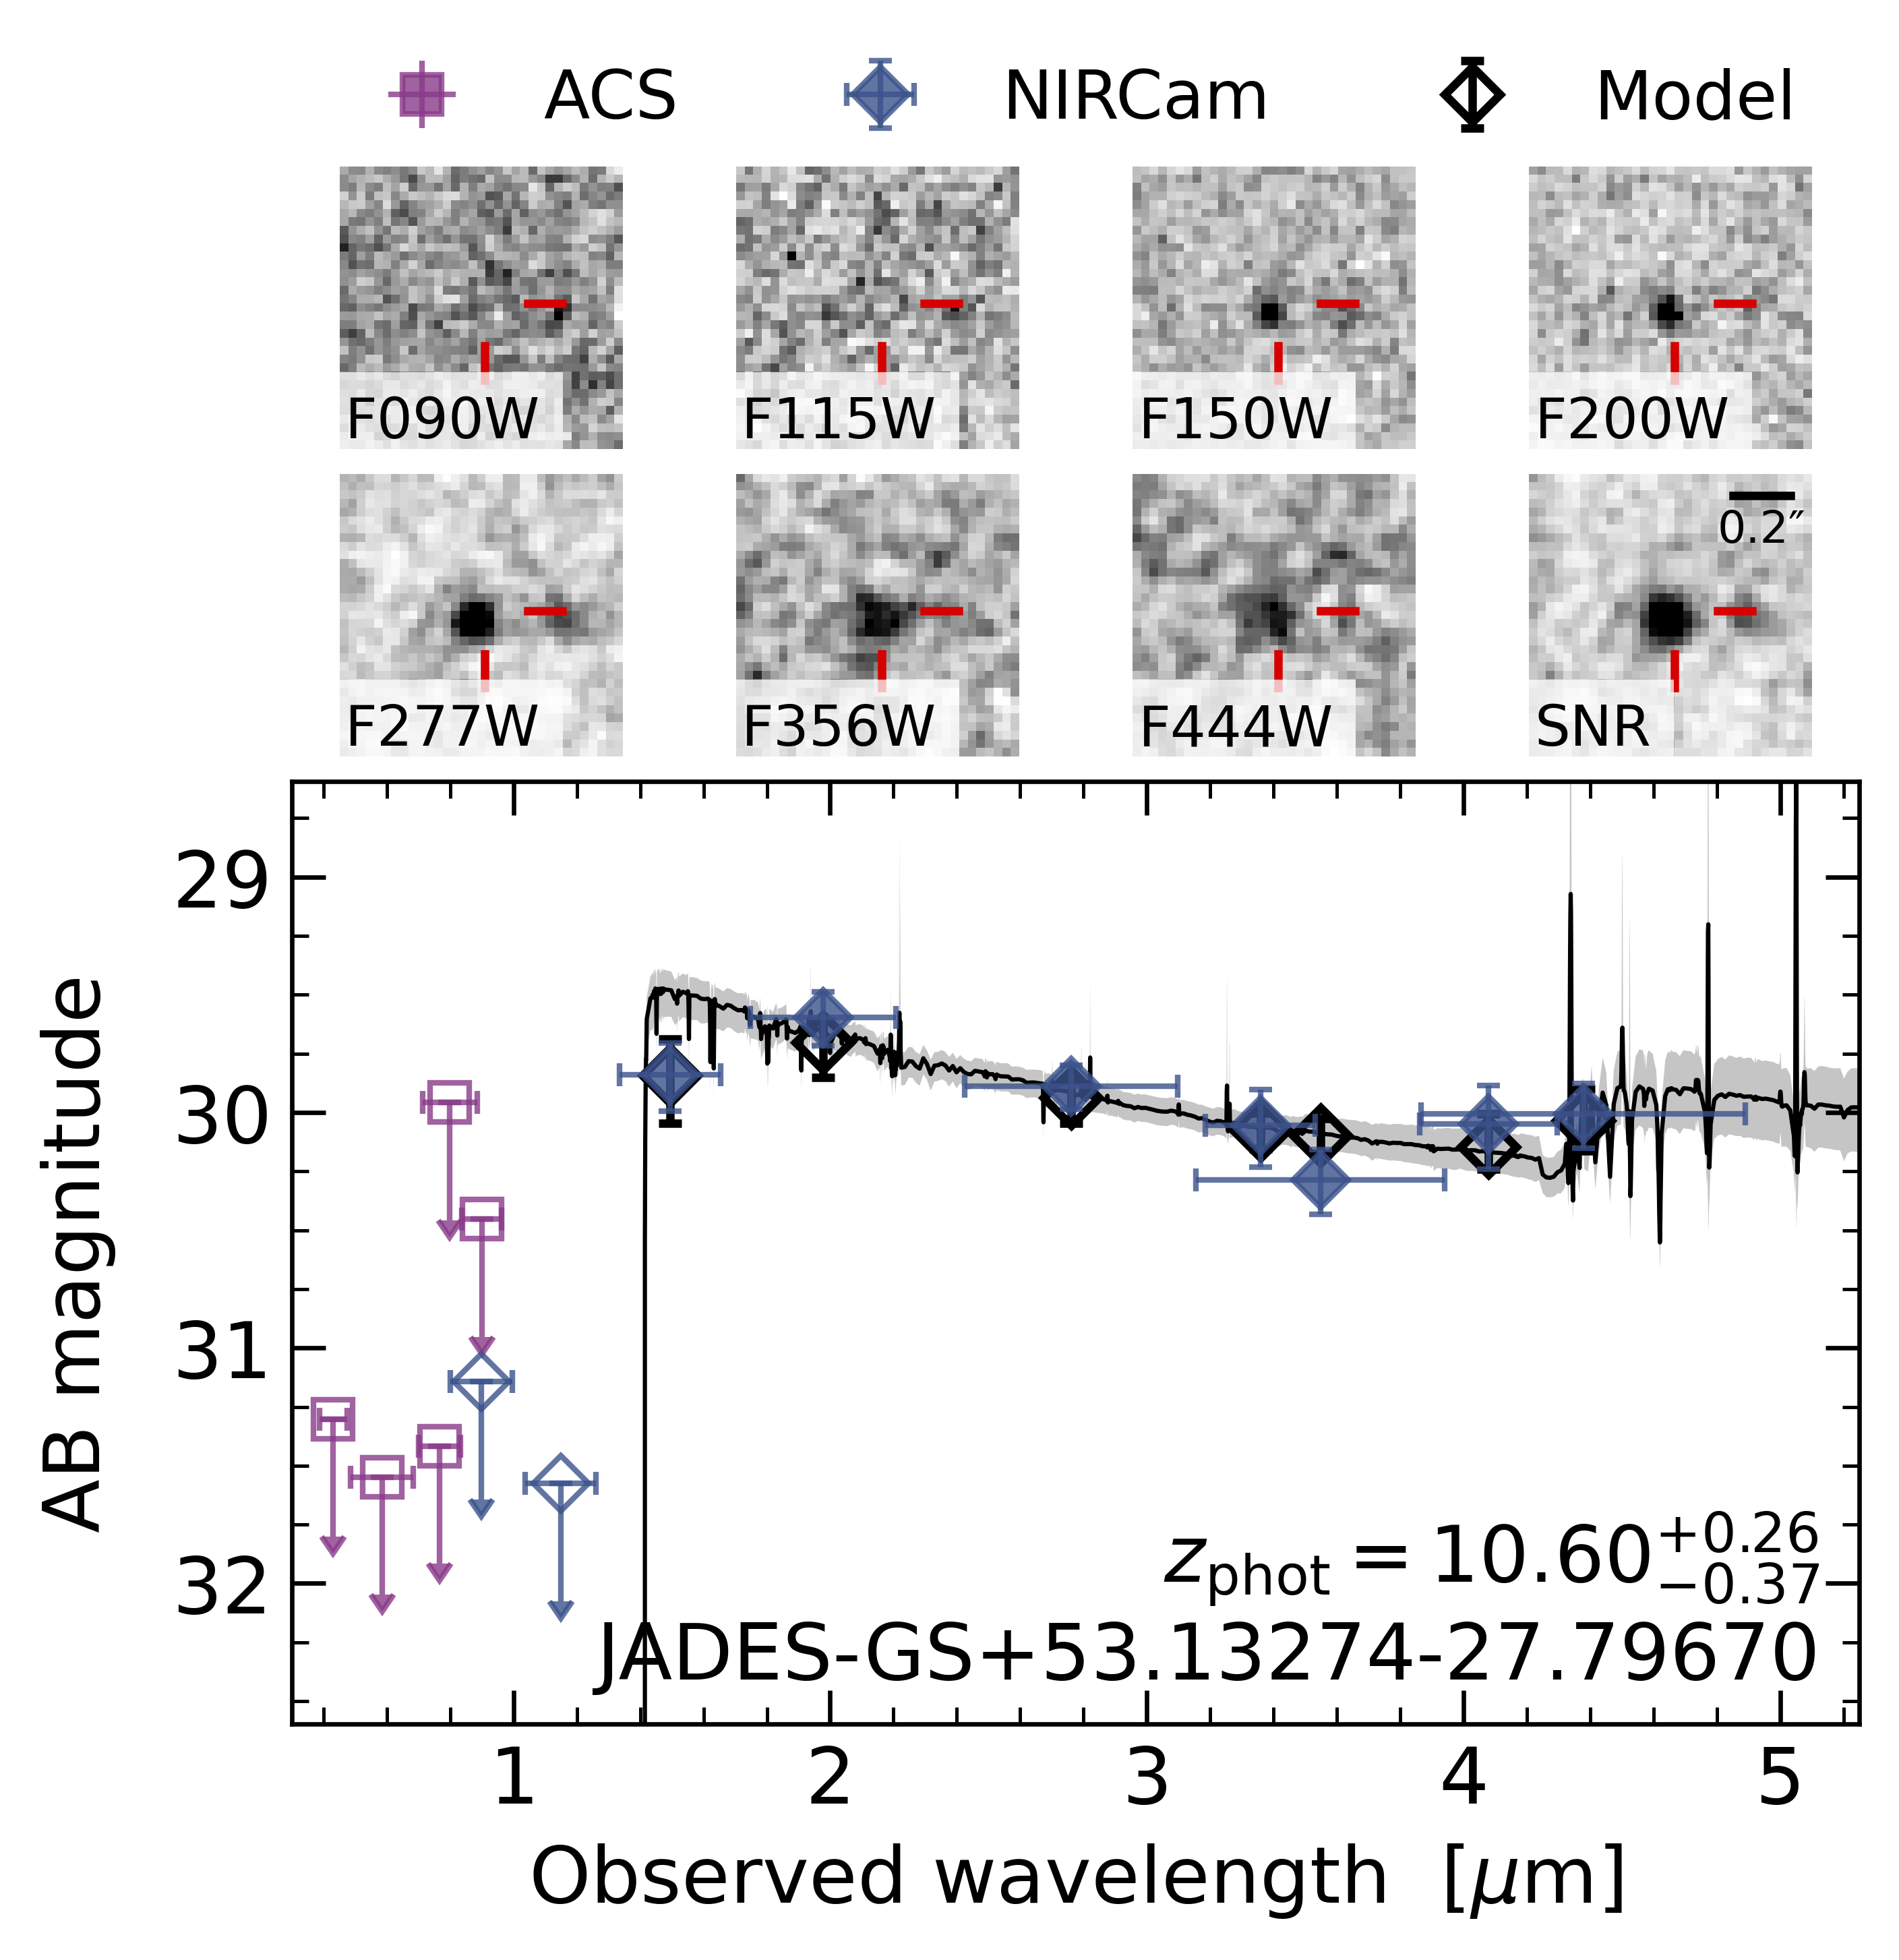 ACS NIRCam Model
F090W F115W F150W F200W
0.2″
F277W F356W F444W SNR
29
30
31
32
AB magnitude
z_phot = 10.60 +0.26 −0.37
JADES-GS+53.13274-27.79670
1 2 3 4 5
Observed wavelength [μm]